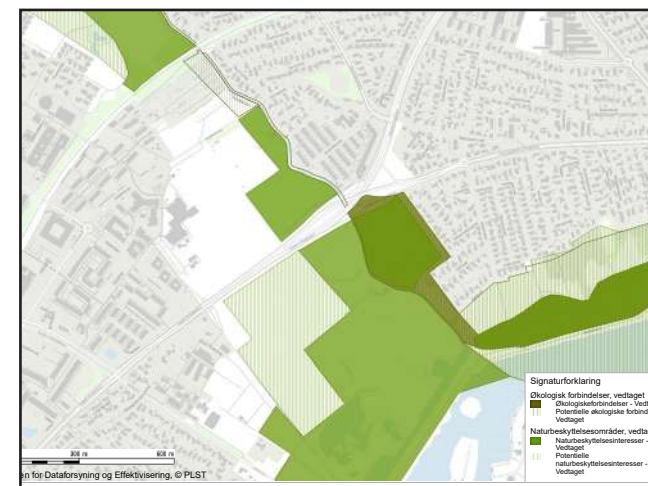 Signaturforklaring
Økologisk forbindelser, vedtaget
Økologiskeforbindelser - Vedt
Potentielle økologiske forbind
Vedtaget
Naturbeskyttelsesområder, vedta
Naturbeskyttelsesinteresser -
Vedtaget
Potentielle
naturbeskyttelsesinteresser -
Vedtaget
300 m 600 m
en for Dataforsyning og Effektivisering, © PLST